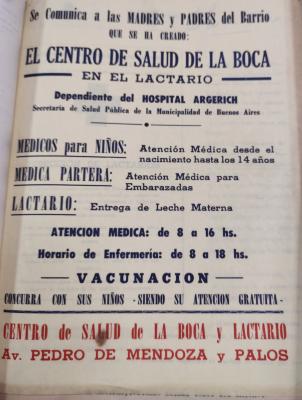 Se Comunica a las MADRES y PADRES del Barrio
QUE SE HA CREADO:
EL CENTRO DE SALUD DE LA BOCA
EN EL LACTARIO
Dependiente del HOSPITAL ARGERICH
Secretaria de Salud Pública de la Municipalidad de Buenos Aires
MEDICOS para NIÑOS: Atención Médica desde el
nacimiento hasta los 14 años
MEDICA PARTERA: Atención Médica para
Embarazadas
LACTARIO: Entrega de Leche Materna
ATENCION MEDICA: de 8 a 16 hs.
Horario de Enfermería: de 8 a 18 hs.
VACUNACION
CONCURRA CON SUS NIÑOS - SIENDO SU ATENCION GRATUITA -
CENTRO de SALUD de LA BOCA y LACTARIO
Av. PEDRO DE MENDOZA y PALOS